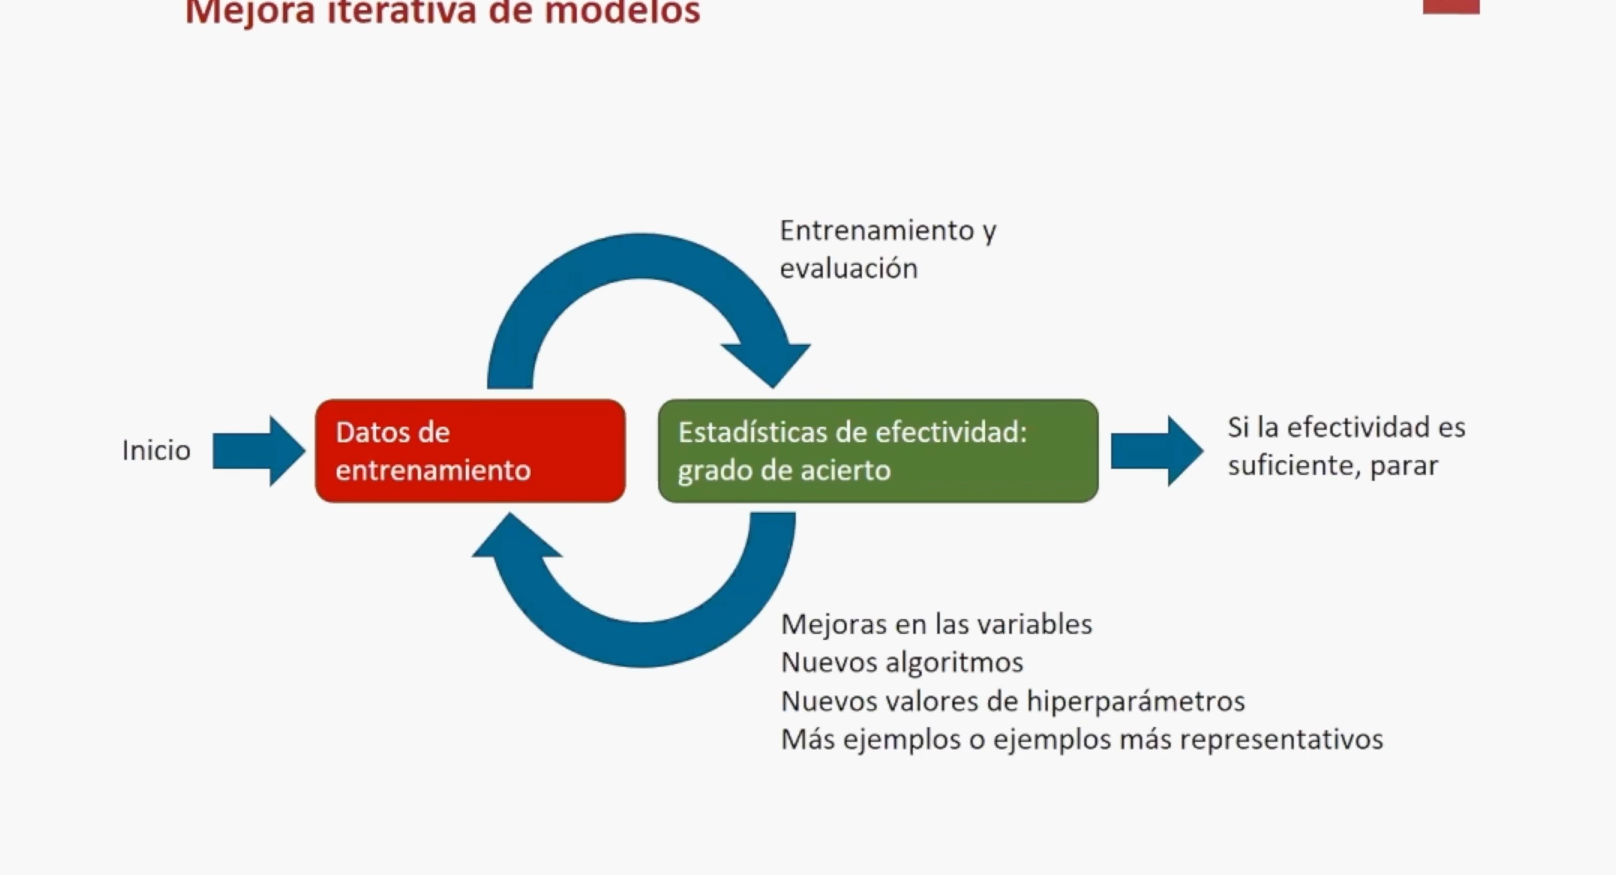 Mejora iterativa de modelos
Entrenamiento y
evaluación
Inicio
Datos de
entrenamiento
Estadísticas de efectividad:
grado de acierto
Si la efectividad es
suficiente, parar
Mejoras en las variables
Nuevos algoritmos
Nuevos valores de hiperparámetros
Más ejemplos o ejemplos más representativos